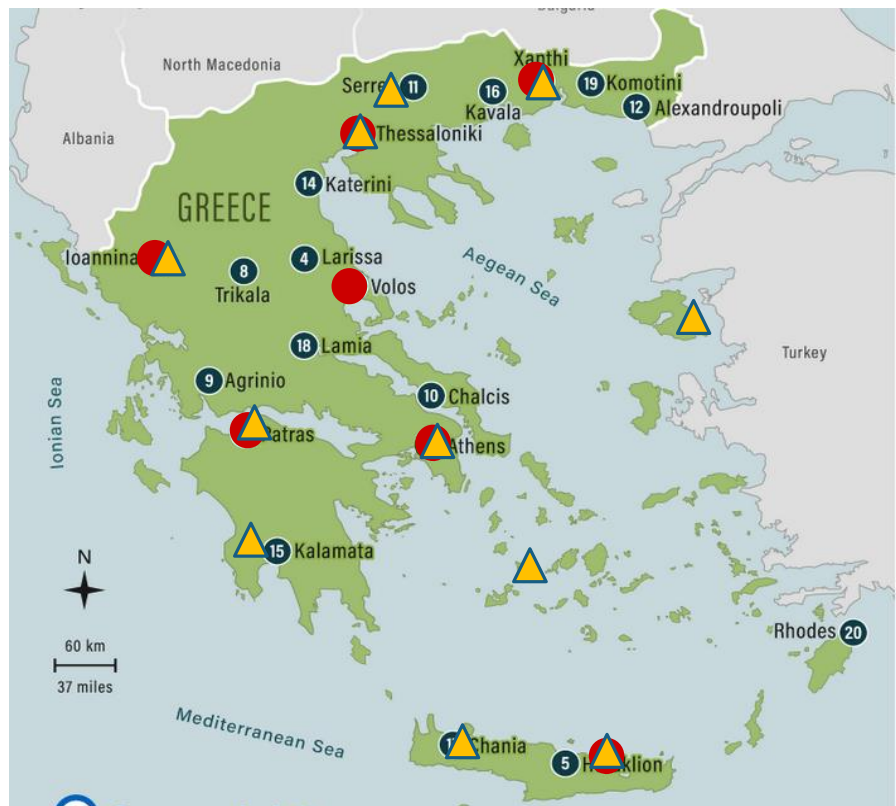 Bulgaria
North Macedonia
Xanthi
Serre
11
16
19
Komotini
Kavala
12
Alexandroupoli
Thessaloniki
Albania
14
Katerini
GREECE
Ioannina
4
Larissa
8
Trikala
Volos
Aegean Sea
18
Lamia
Turkey
9
Agrinio
10
Chalcis
Ionian Sea
Patras
Athens
15
Kalamata
N
60 km
37 miles
Rhodes
20
Mediterranean Sea
Chania
5